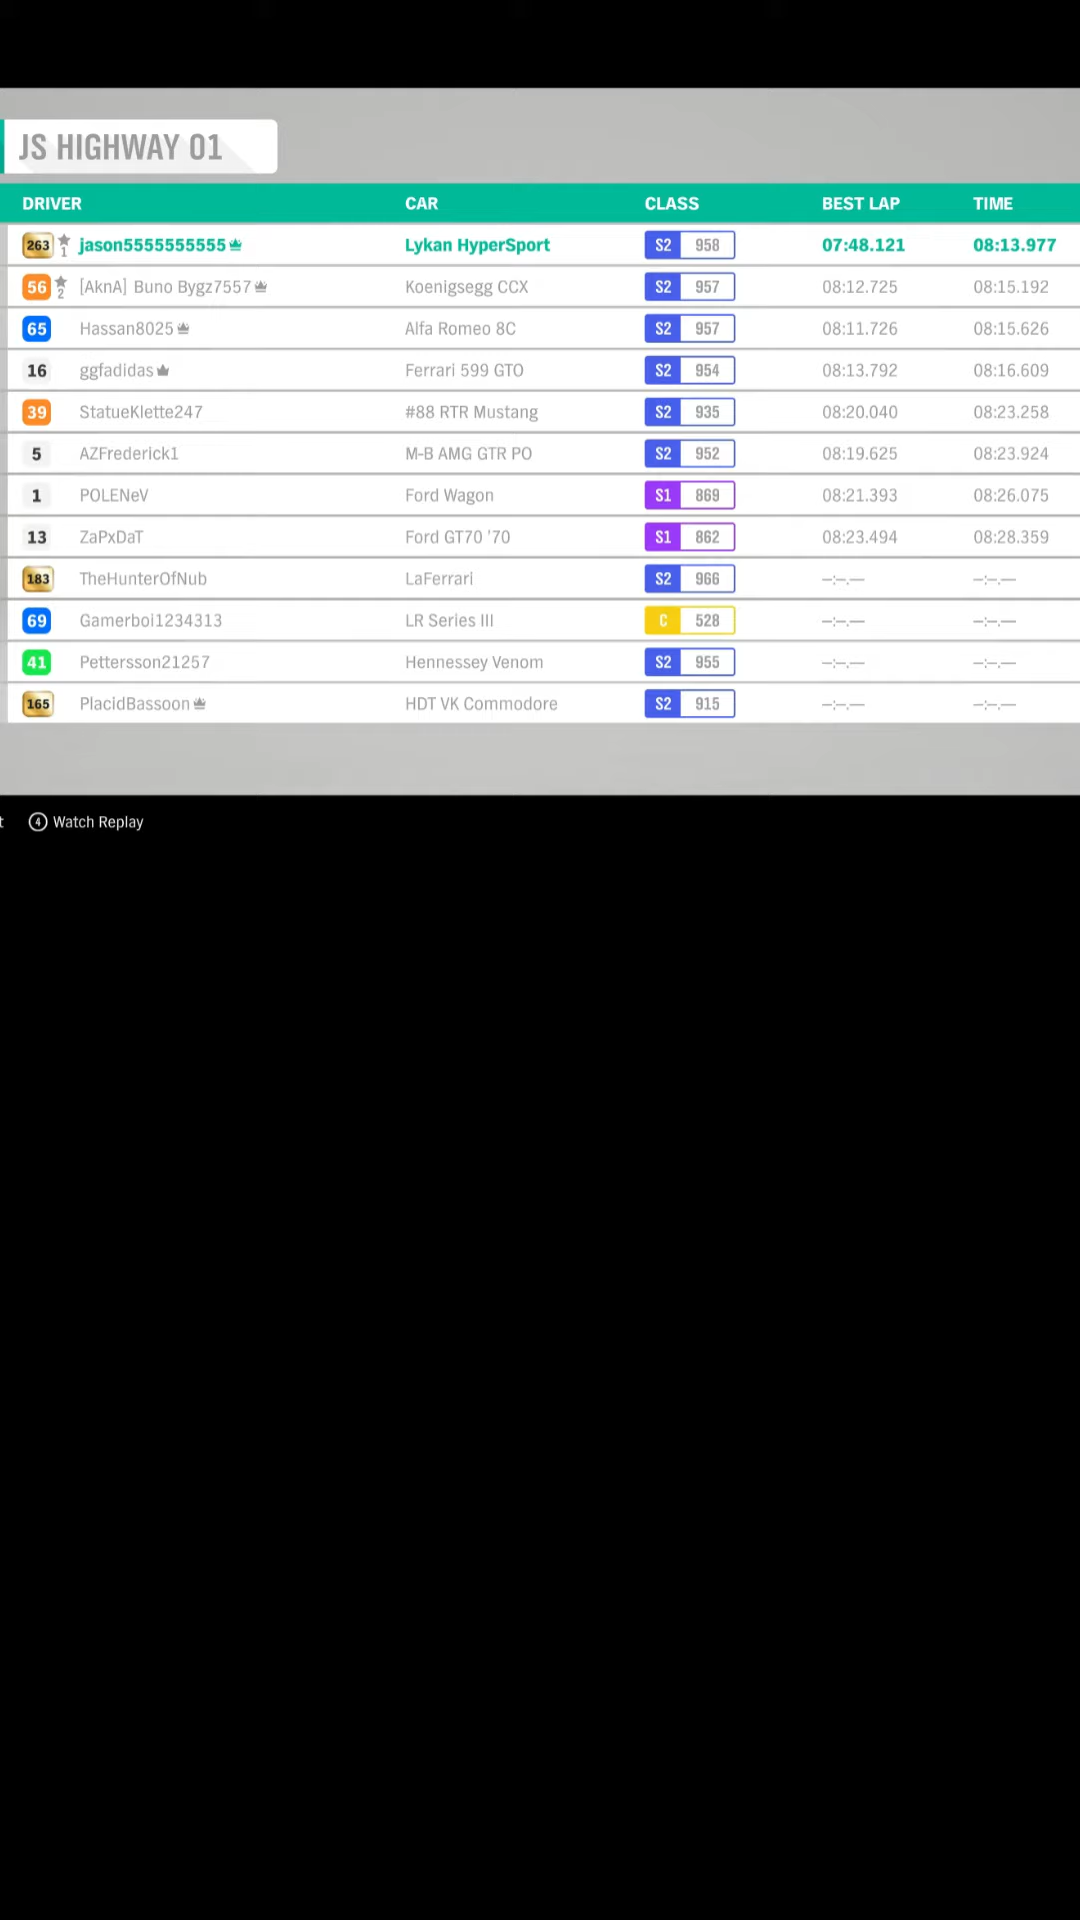 JS HIGHWAY 01
DRIVER CAR CLASS BEST LAP TIME
263 1 jason5555555555 Lykan HyperSport S2 958 07:48.121 08:13.977
56 2 [AknA] Buno Bygz7557 Koenigsegg CCX S2 957 08:12.725 08:15.192
65 Hassan8025 Alfa Romeo 8C S2 957 08:11.726 08:15.626
16 ggfadidas Ferrari 599 GTO S2 954 08:13.792 08:16.609
39 StatueKlette247 #88 RTR Mustang S2 935 08:20.040 08:23.258
5 AZFrederick1 M-B AMG GTR PO S2 952 08:19.625 08:23.924
1 POLENeV Ford Wagon S1 869 08:21.393 08:26.075
13 ZaPxDaT Ford GT70 '70 S1 862 08:23.494 08:28.359
183 TheHunterOfNub LaFerrari S2 966 –:–.–– –:–.––
69 Gamerboi1234313 LR Series III C 528 –:–.–– –:–.––
41 Pettersson21257 Hennessey Venom S2 955 –:–.–– –:–.––
165 PlacidBassoon HDT VK Commodore S2 915 –:–.–– –:–.––
t 4 Watch Replay